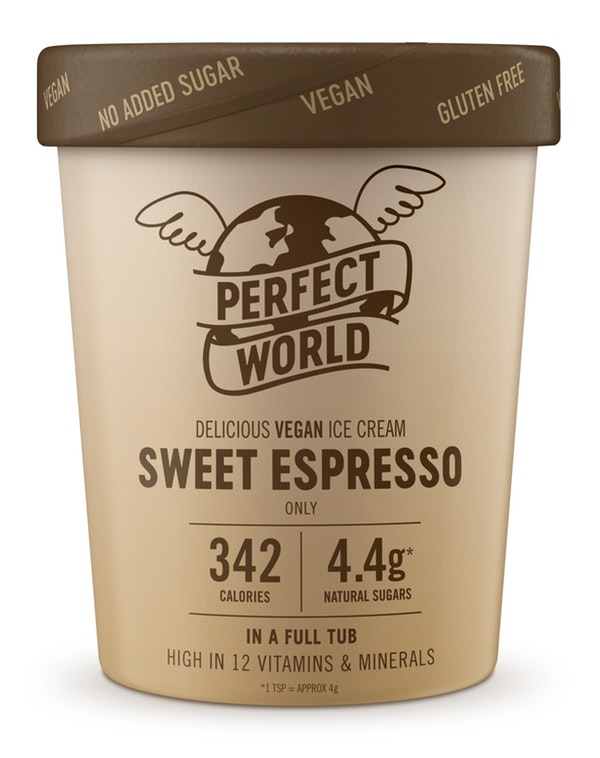 VEGAN
NO ADDED SUGAR
VEGAN
GLUTEN FREE
PERFECT
WORLD
DELICIOUS VEGAN ICE CREAM
SWEET ESPRESSO
ONLY
342
CALORIES
4.4g*
NATURAL SUGARS
IN A FULL TUB
HIGH IN 12 VITAMINS & MINERALS
*1 TSP = APPROX 4g